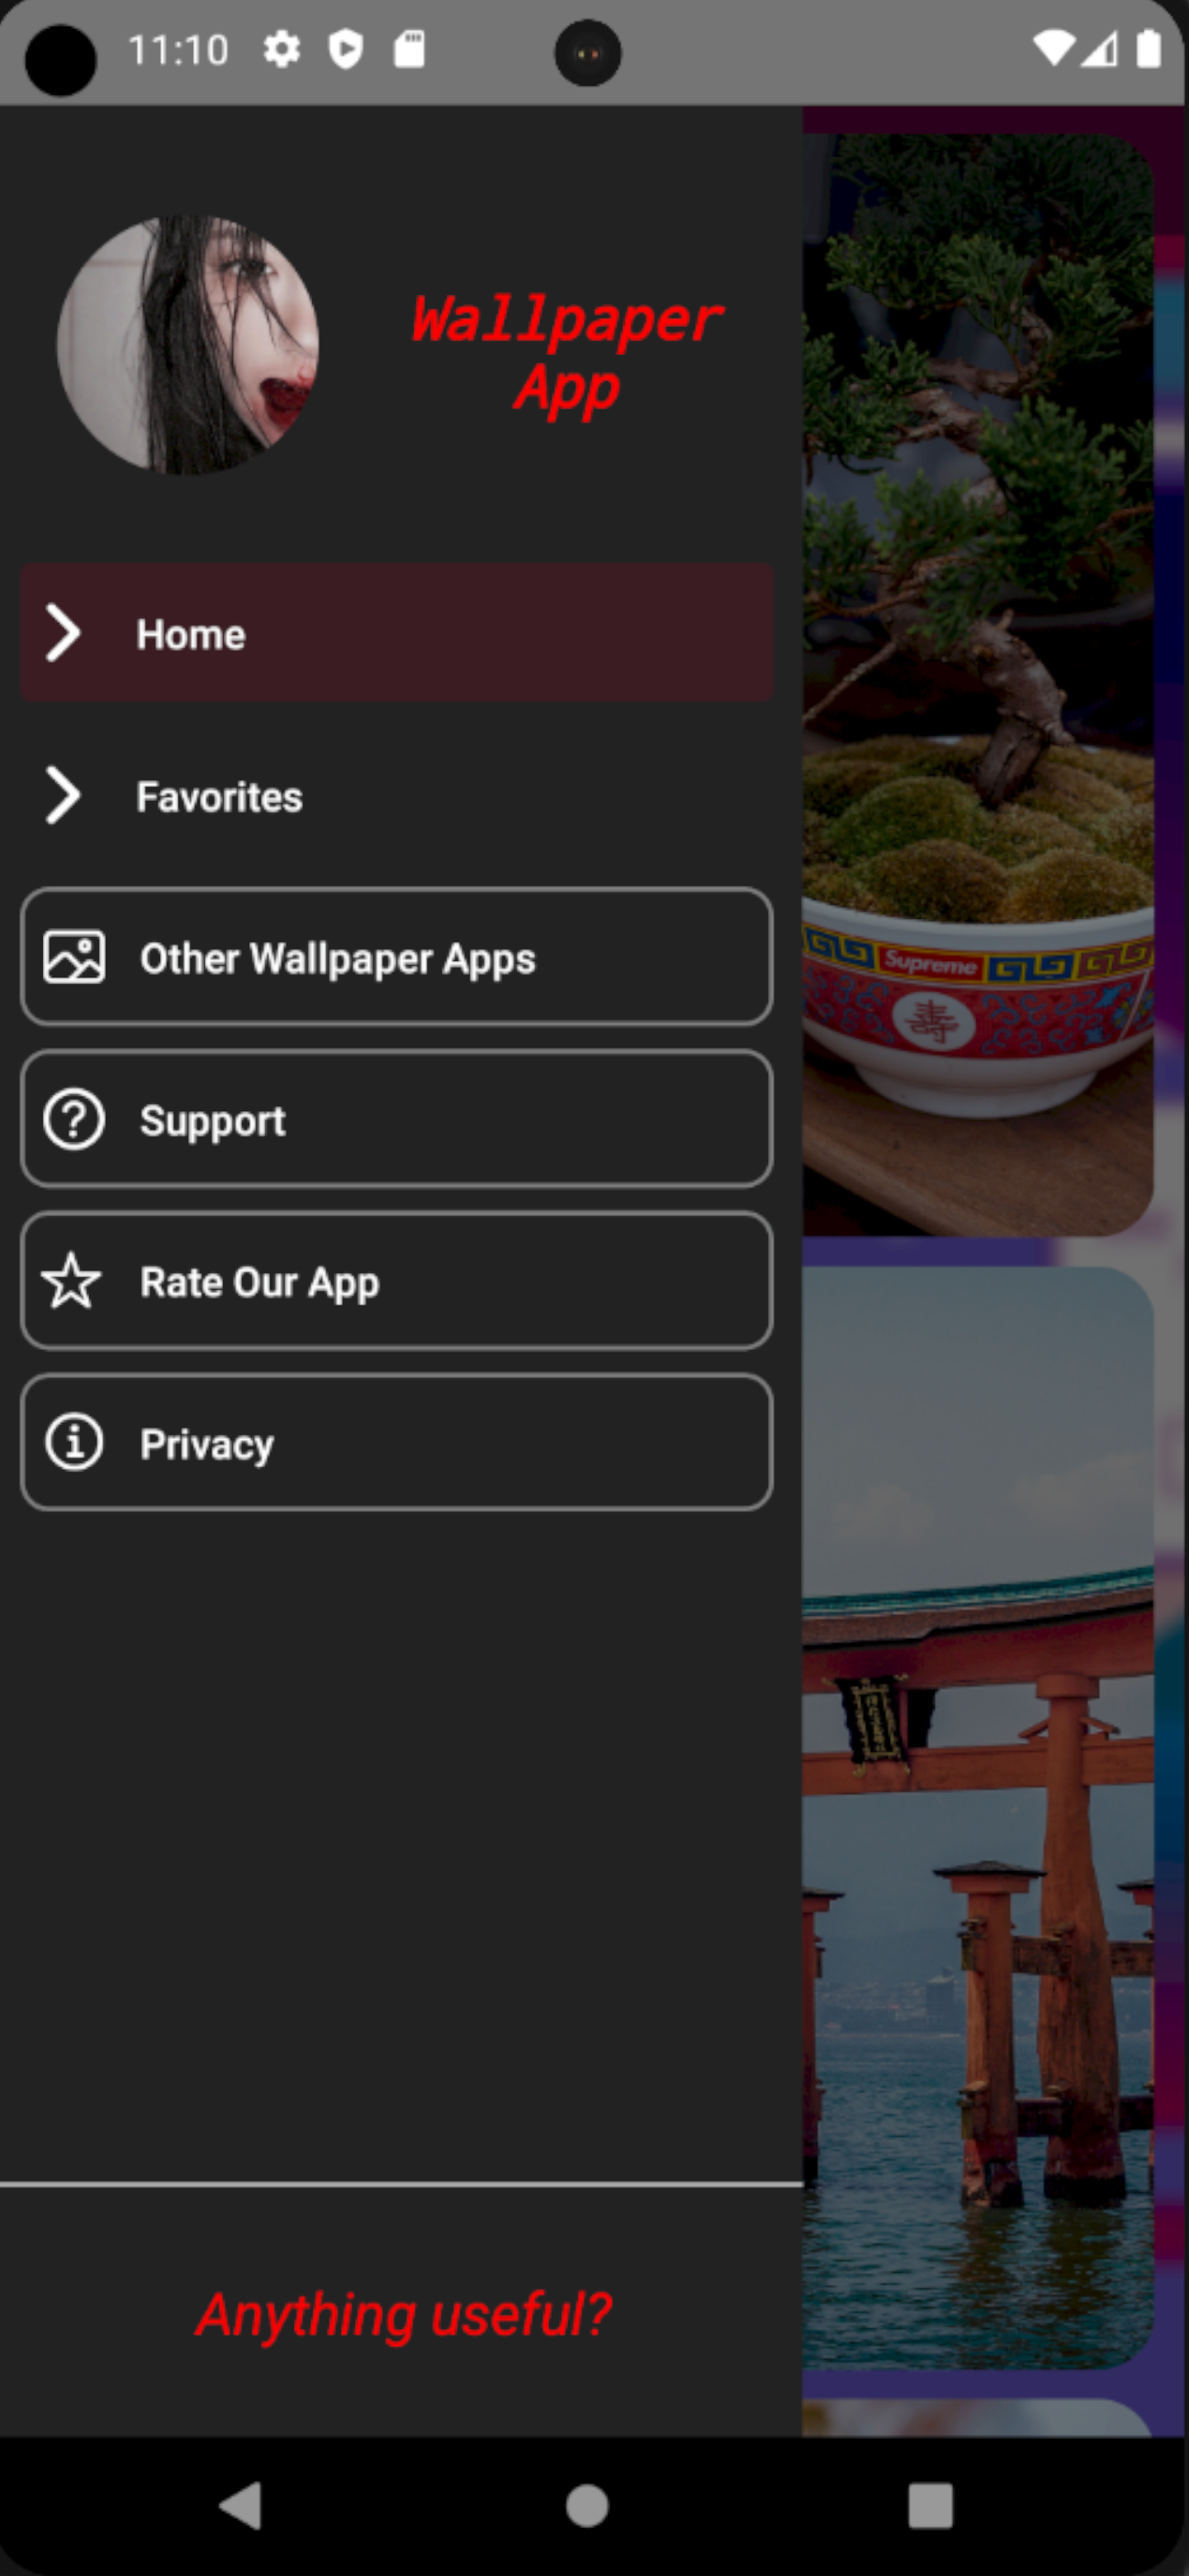 11:10
Wallpaper
App
Home
Favorites
Other Wallpaper Apps
Support
Rate Our App
Privacy
Anything useful?
Supreme
壽